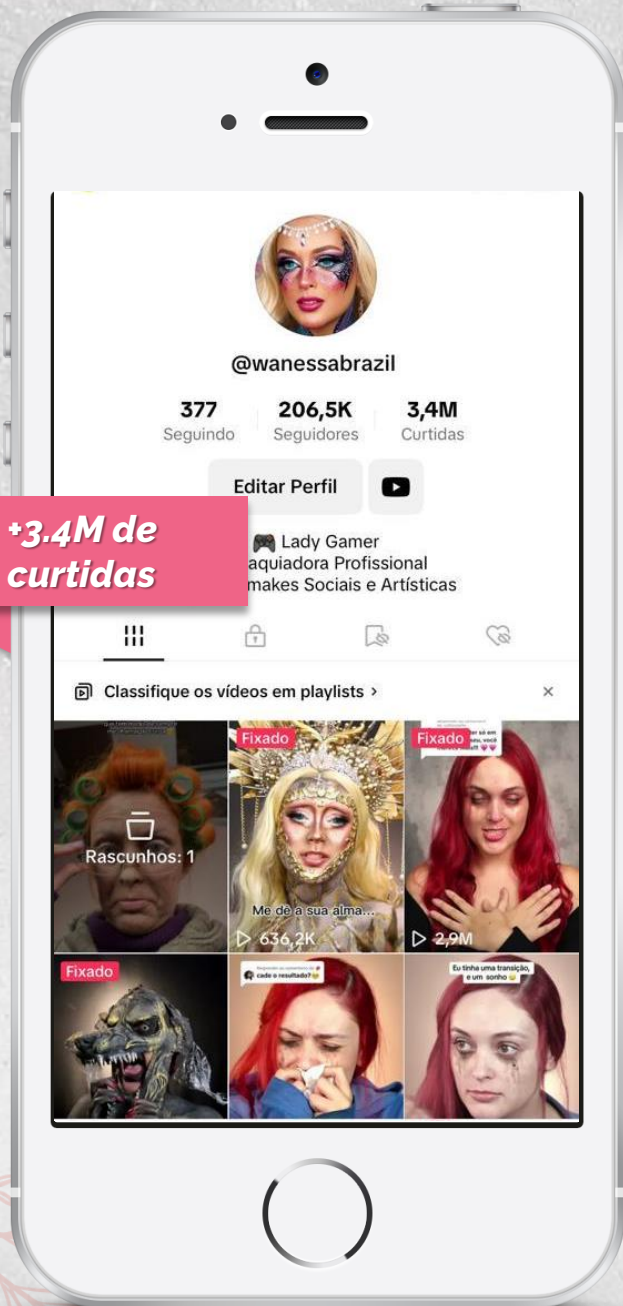 @wanessabrazil
377
206,5K
3,4M
Seguindo
Seguidores
Curtidas
Editar Perfil
+3.4M de
curtidas
Lady Gamer
aquiadora Profissional
makes Sociais e Artísticas
Classifique os vídeos em playlists >
Rascunhos: 1
Fixado
Me dê a sua alma...
636,2K
Fixado
2,9M
Fixado
cade o resultado?
Eu tinha uma transição,
e um sonho